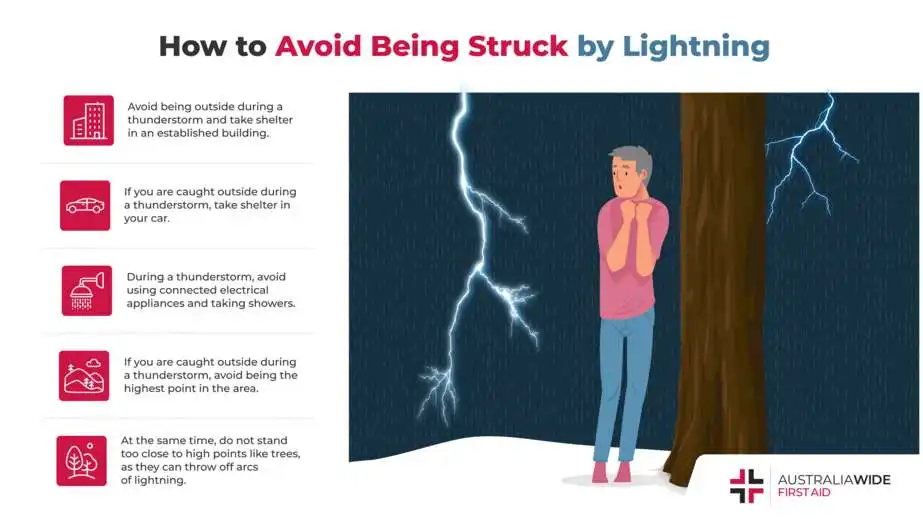 How to Avoid Being Struck by Lightning
Avoid being outside during a
thunderstorm and take shelter
in an established building.
If you are caught outside during
a thunderstorm, take shelter in
your car.
During a thunderstorm, avoid
using connected electrical
appliances and taking showers.
If you are caught outside during
a thunderstorm, avoid being the
highest point in the area.
At the same time, do not stand
too close to high points like trees,
as they can throw off arcs
of lightning.
AUSTRALIAWIDE
FIRST AID